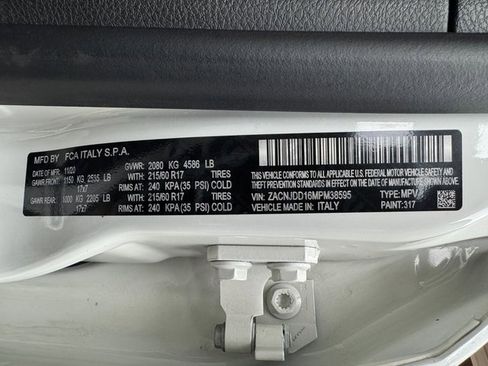 MFD BY FCA ITALY S.P.A.
DATE OF MFR. 11/20 GVWR: 2080 KG 4586 LB
GAWR FRONT: 1150 KG 2535 LB WITH: 215/60 R17 TIRES
17x7 RIMS AT: 240 KPA (35 PSI) COLD
GAWR REAR: 1000 KG 2205 LB WITH: 215/60 R17 TIRES
17x7 RIMS AT: 240 KPA (35 PSI) COLD
THIS VEHICLE CONFORMS TO ALL APPLICABLE U.S.A. FEDERAL MOTOR VEHICLE
SAFETY, BUMPER, AND THEFT PREVENTION STANDARDS IN EFFECT ON THE DATE OF MANUFACTURE SHOWN ABOVE.
VIN: ZACNJDD16MPM38595 TYPE: MPV
VEHICLE MADE IN: ITALY PAINT: 317